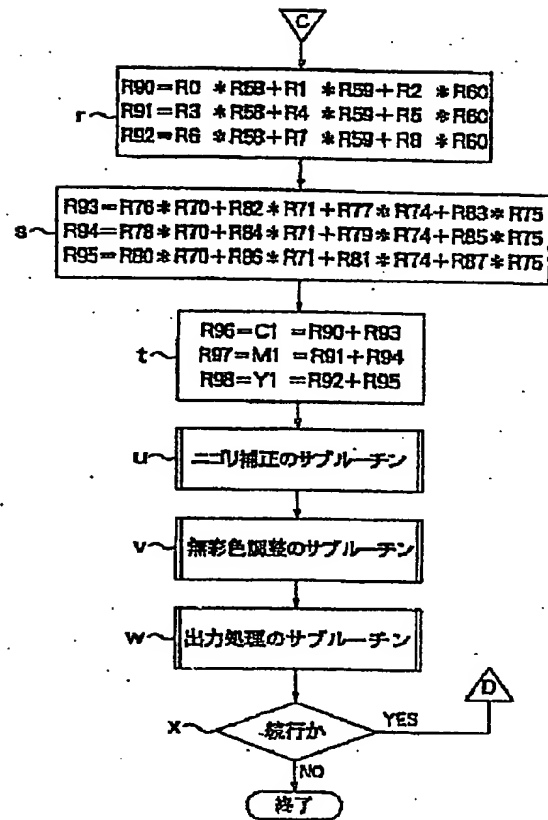 C
R90=R0 *R58+R1 *R59+R2 *R60
R91=R3 *R58+R4 *R59+R5 *R60
R92=R6 *R58+R7 *R59+R8 *R60
r
R93=R76*R70+R82*R71+R77*R74+R83*R75
R94=R78*R70+R84*R71+R79*R74+R85*R75
R95=R80*R70+R86*R71+R81*R74+R87*R75
s
R96=C1 =R90+R93
R97=M1 =R91+R94
R98=Y1 =R92+R95
t
u
ニゴリ補正のサブルーチン
v
無彩色調整のサブルーチン
w
出力処理のサブルーチン
D
x
続行か
YES
NO
終了